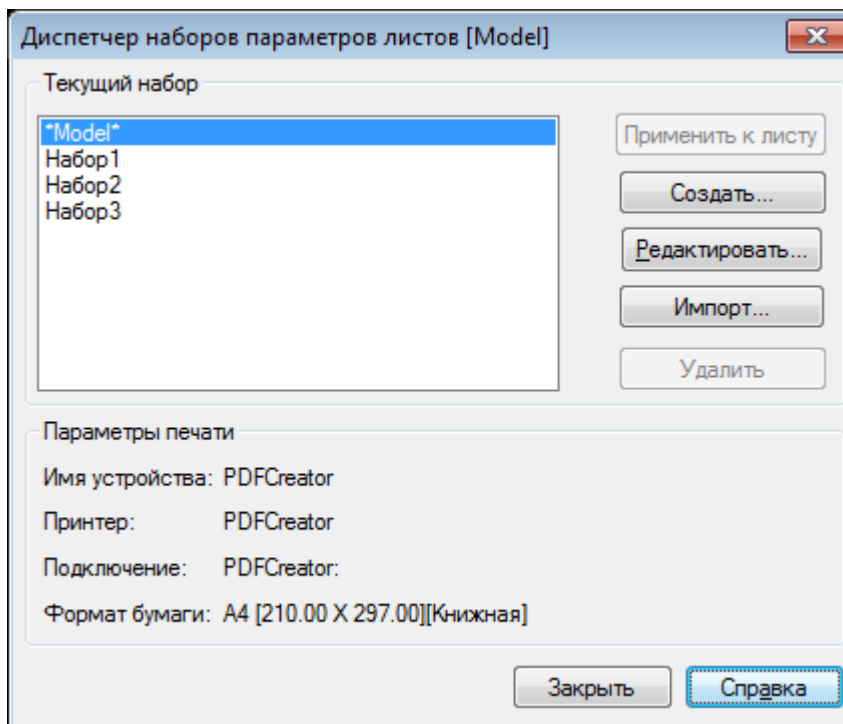 Диспетчер наборов параметров листов [Model]
Текущий набор
*Model*
Набор1
Набор2
Набор3
Применить к листу
Создать...
Редактировать...
Импорт...
Удалить
Параметры печати
Имя устройства: PDFCreator
Принтер: PDFCreator
Подключение: PDFCreator:
Формат бумаги: A4 [210.00 X 297.00][Книжная]
Закрыть
Справка